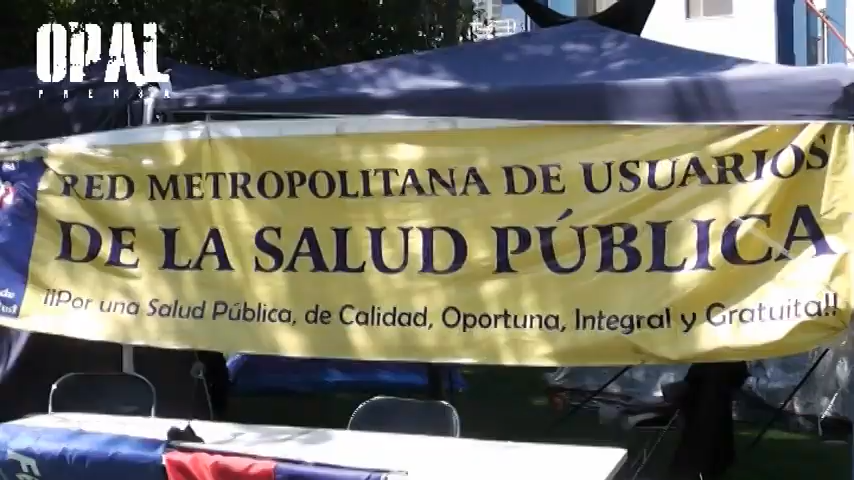 OPAL
PRENSA
RED METROPOLITANA DE USUARIOS
DE LA SALUD PÚBLICA
¡¡Por una Salud Pública, de Calidad, Oportuna, Integral y Gratuita!!